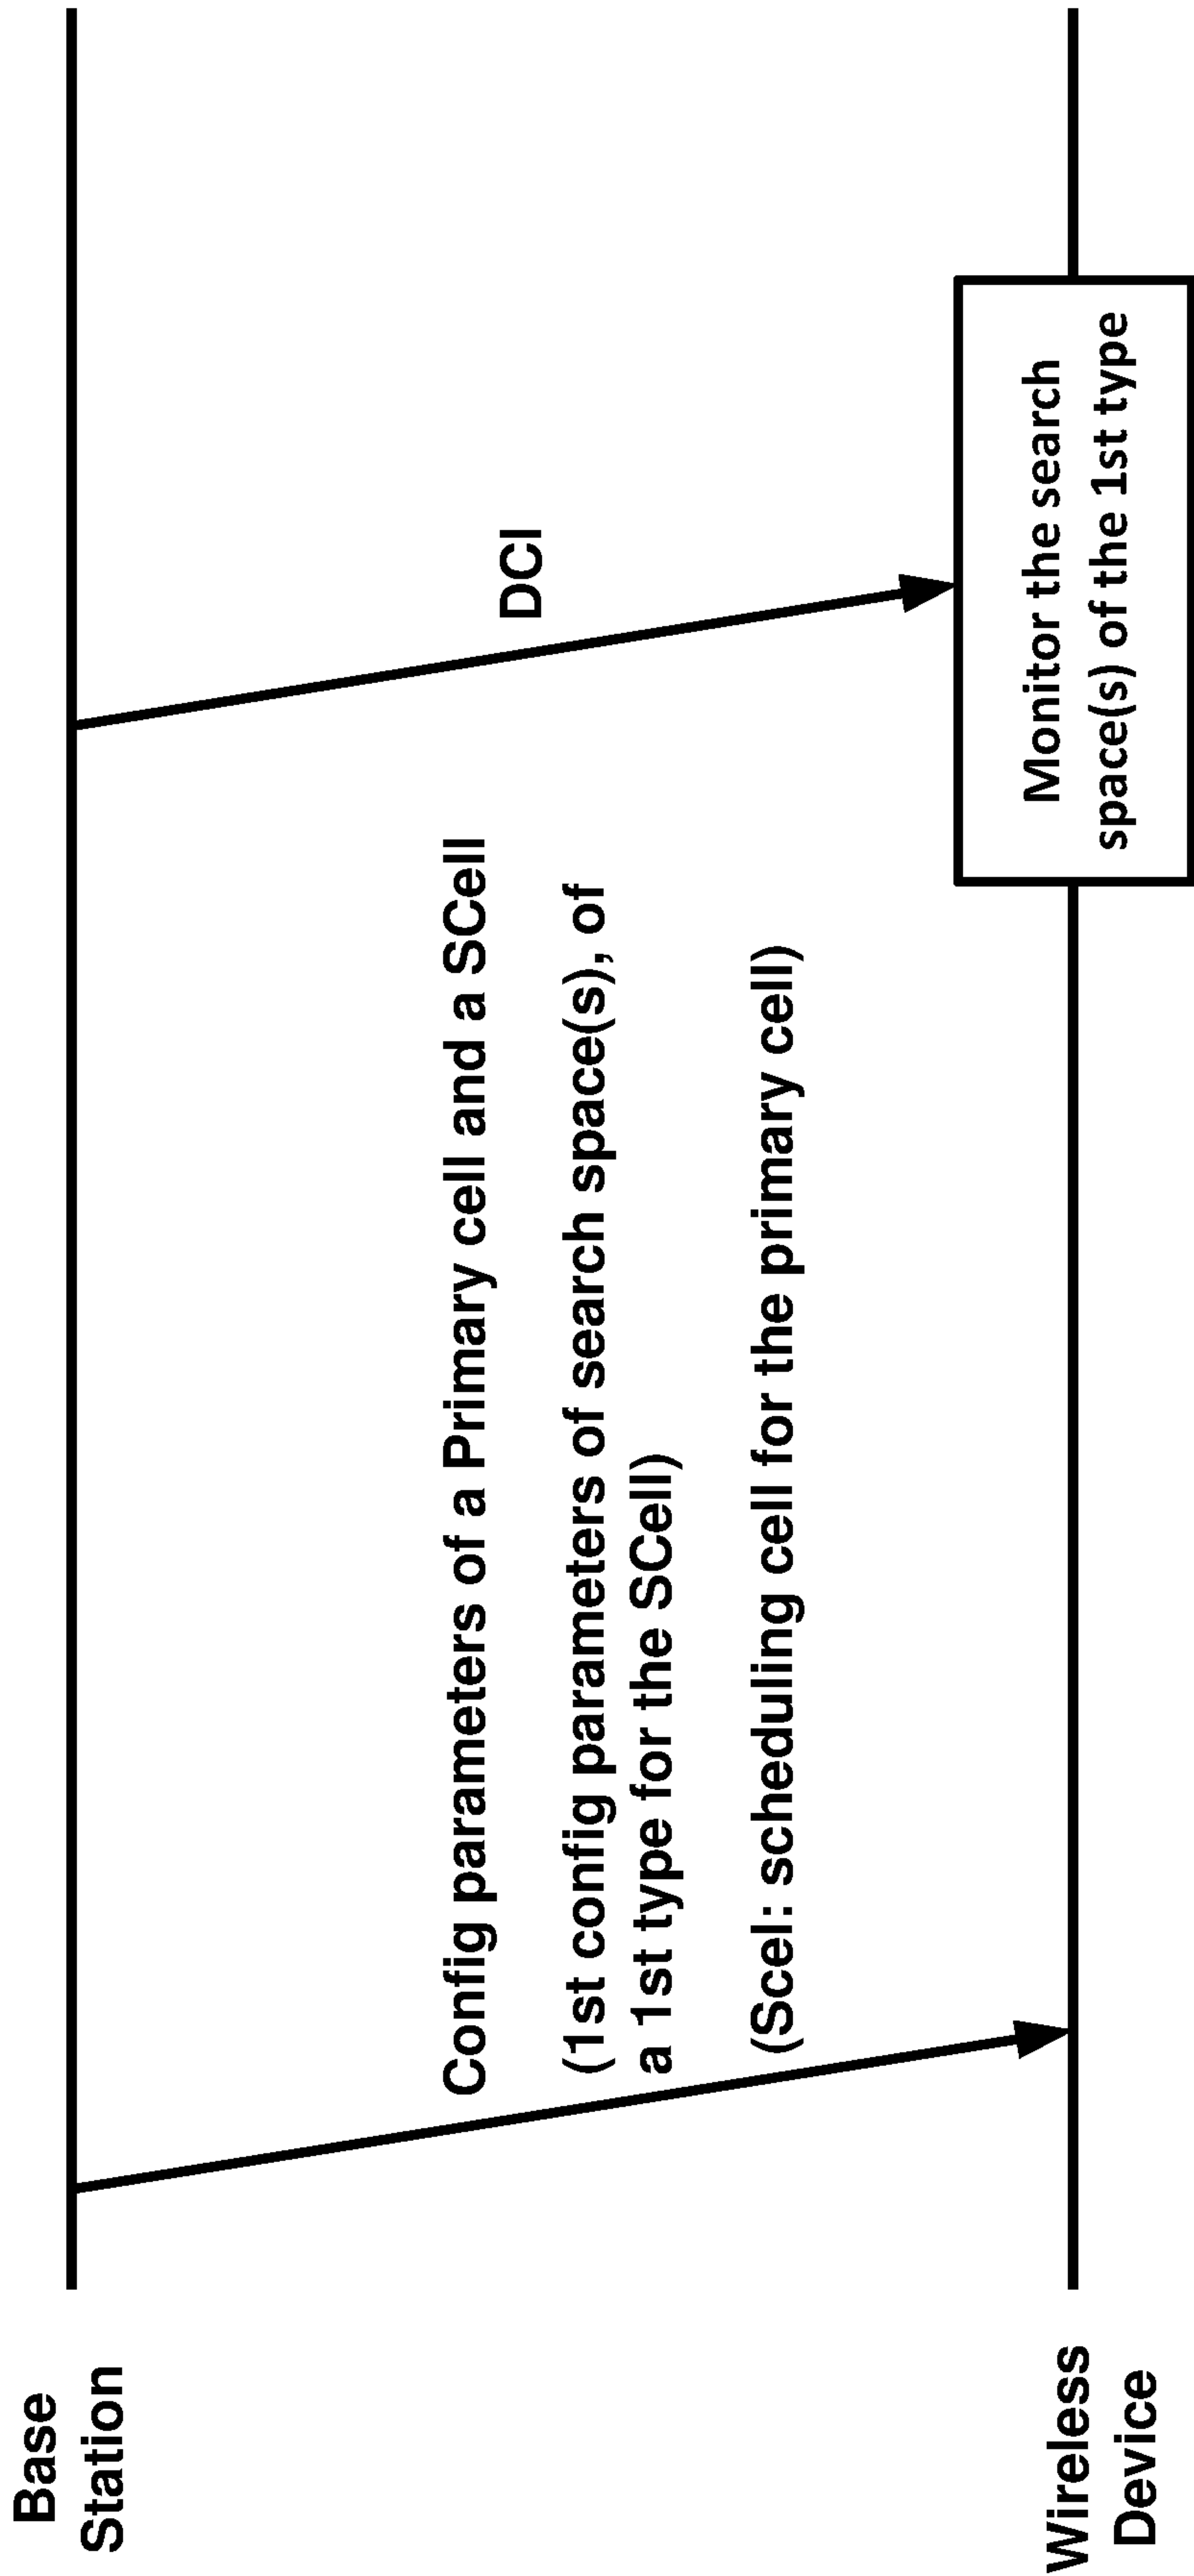 Base
Station
Config parameters of a Primary cell and a SCell
(1st config parameters of search space(s), of
a 1st type for the SCell)
(Scel: scheduling cell for the primary cell)
DCI
Monitor the search
space(s) of the 1st type
Wireless
Device